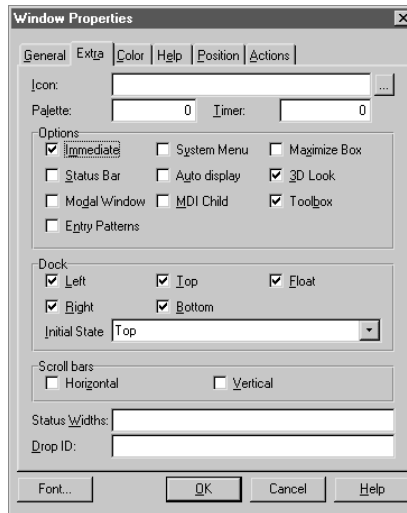 Window Properties
General Extra Color Help Position Actions
Icon: ...
Palette: 0 Timer: 0
Options
Immediate System Menu Maximize Box
Status Bar Auto display 3D Look
Modal Window MDI Child Toolbox
Entry Patterns
Dock
Left Top Float
Right Bottom
Initial State Top
Scroll bars
Horizontal Vertical
Status Widths:
Drop ID:
Font... OK Cancel Help